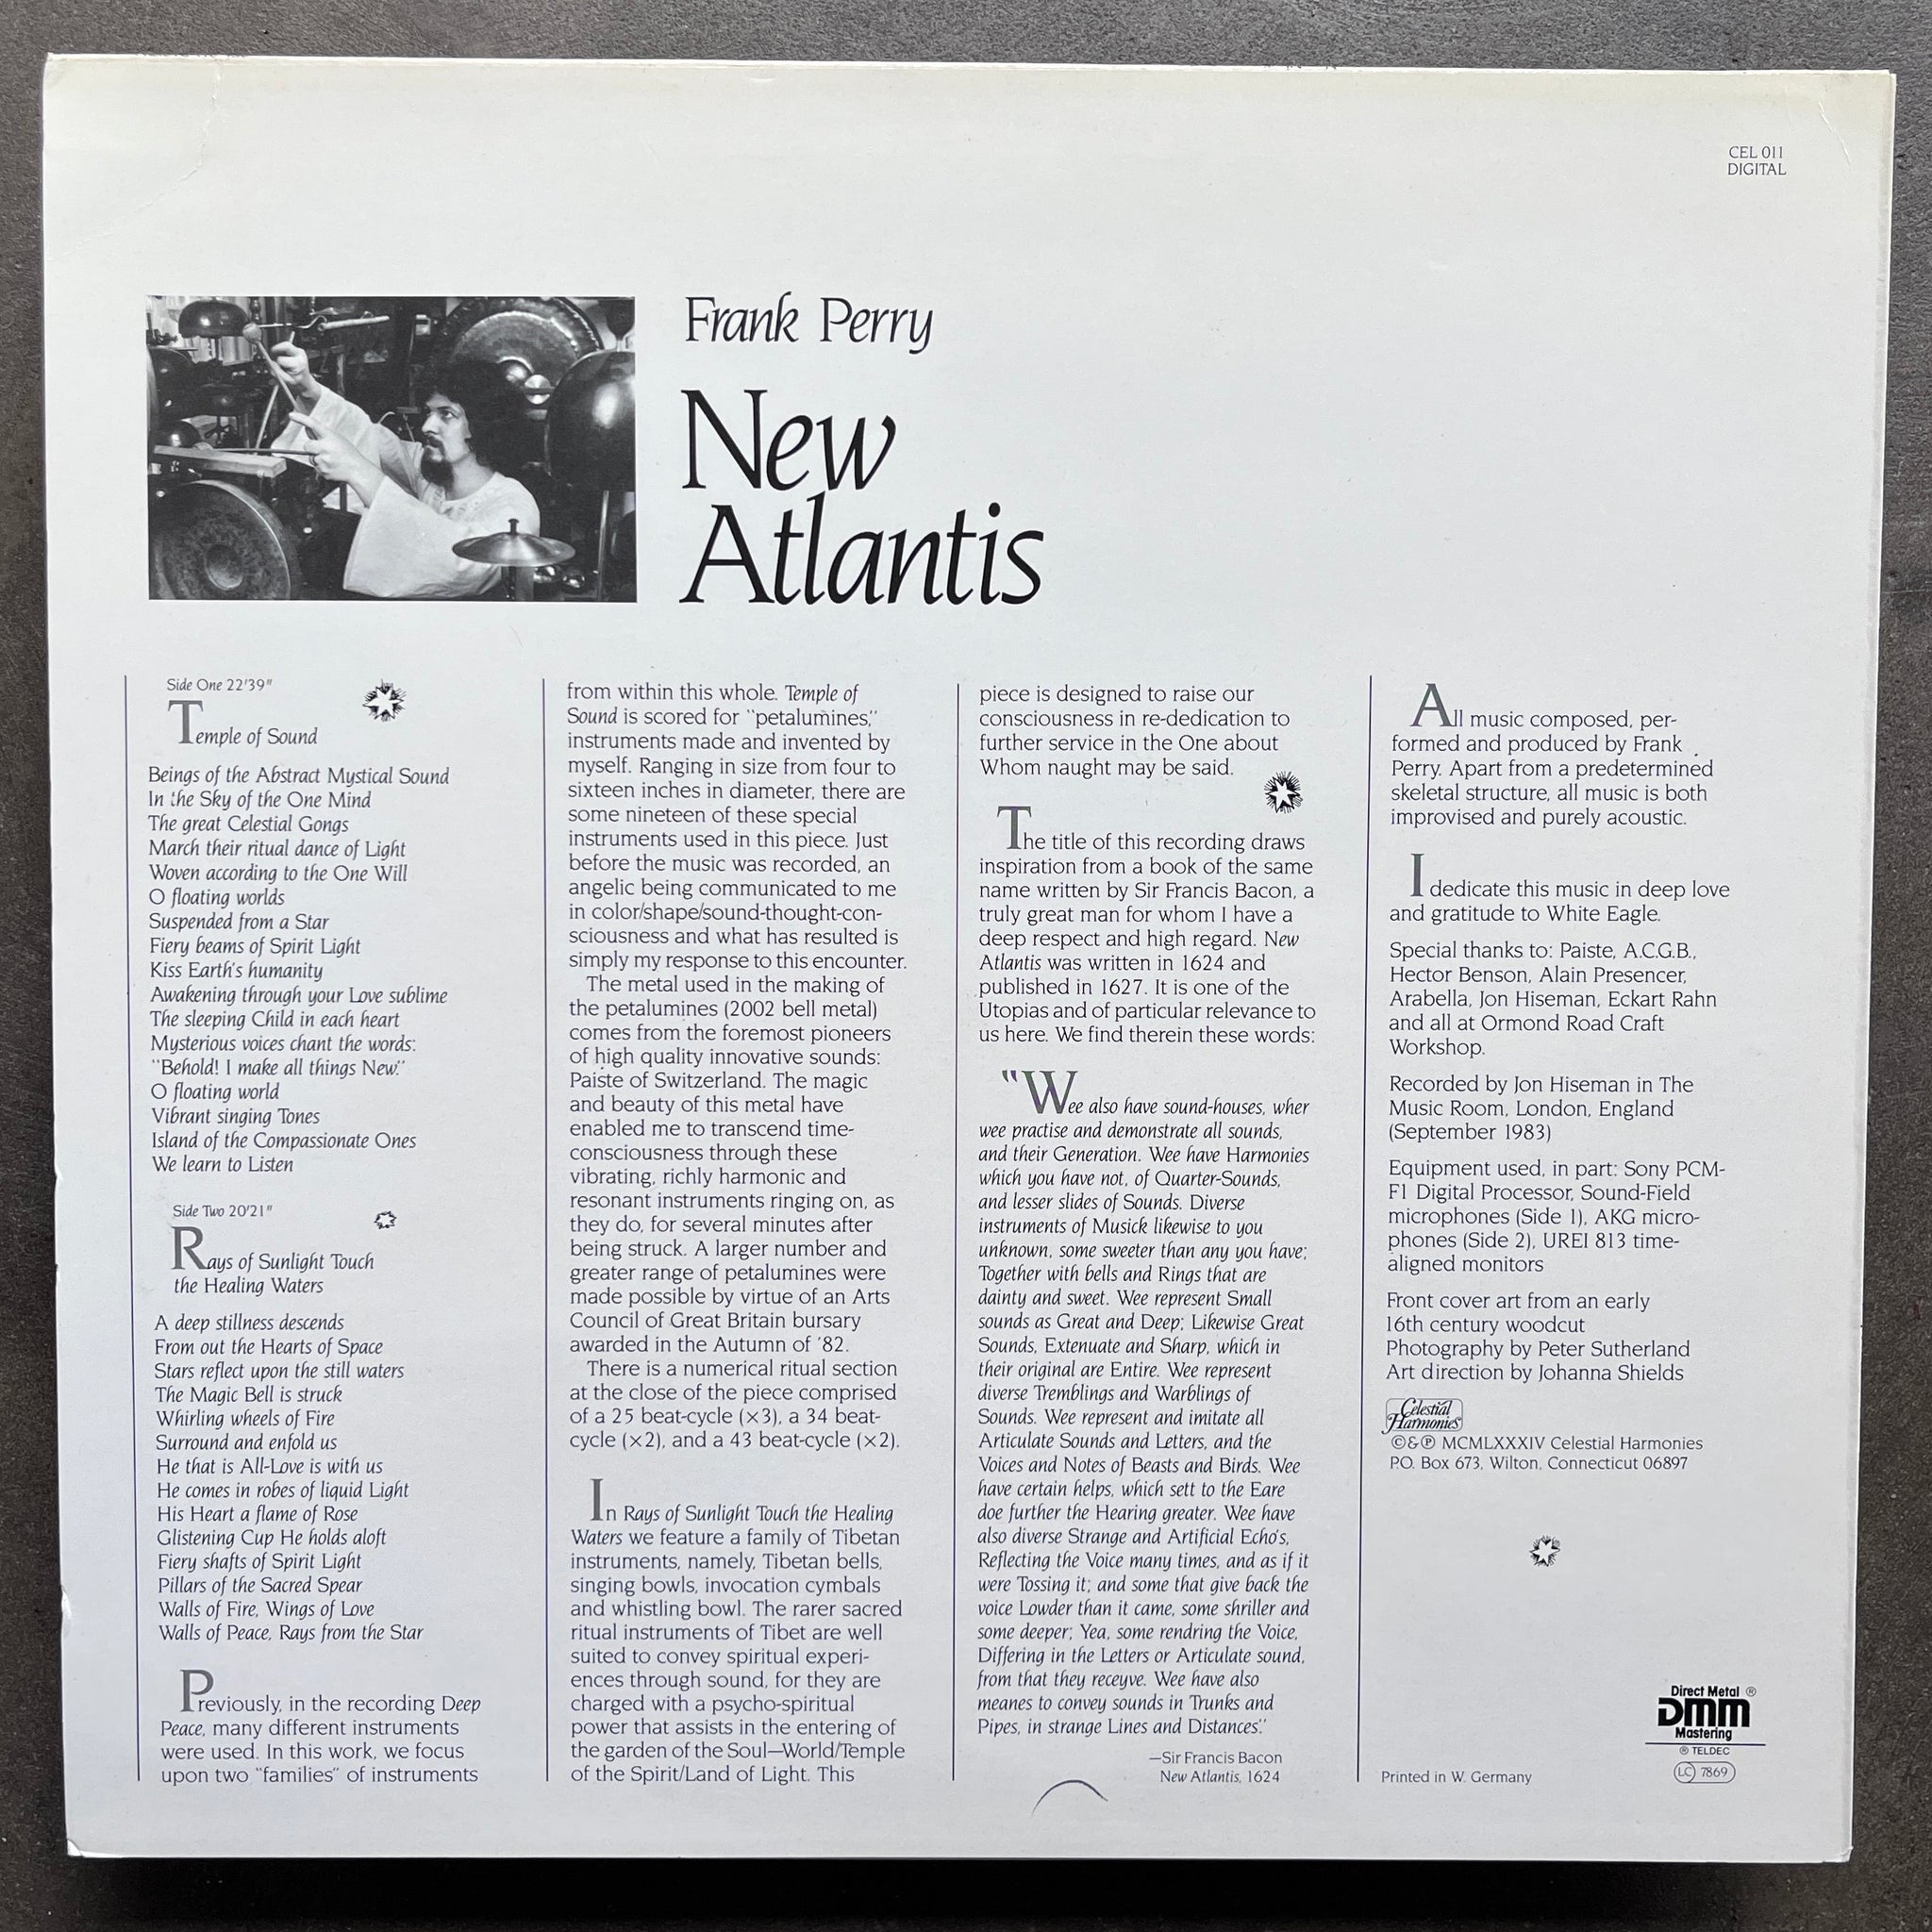 CEL 011
DIGITAL
Frank Perry
New
Atlantis
Side One 22'39"
Temple of Sound
Beings of the Abstract Mystical Sound
In the Sky of the One Mind
The great Celestial Gongs
March their ritual dance of Light
Woven according to the One Will
O floating worlds
Suspended from a Star
Fiery beams of Spirit Light
Kiss Earth's humanity
Awakening through your Love sublime
The sleeping Child in each heart
Mysterious voices chant the words:
"Behold! I make all things New."
O floating world
Vibrant singing Tones
Island of the Compassionate Ones
We learn to Listen
Side Two 20'21"
Rays of Sunlight Touch
the Healing Waters
A deep stillness descends
From out the Hearts of Space
Stars reflect upon the still waters
The Magic Bell is struck
Whirling wheels of Fire
Surround and enfold us
He that is All-Love is with us
He comes in robes of liquid Light
His Heart a flame of Rose
Glistening Cup He holds aloft
Fiery shafts of Spirit Light
Pillars of the Sacred Spear
Walls of Fire, Wings of Love
Walls of Peace, Rays from the Star
Previously, in the recording Deep
Peace, many different instruments
were used. In this work, we focus
upon two "families" of instruments
from within this whole. Temple of
Sound is scored for "petalumines,"
instruments made and invented by
myself. Ranging in size from four to
sixteen inches in diameter, there are
some nineteen of these special
instruments used in this piece. Just
before the music was recorded, an
angelic being communicated to me
in color/shape/sound-thought-con-
sciousness and what has resulted is
simply my response to this encounter.
The metal used in the making of
the petalumines (2002 bell metal)
comes from the foremost pioneers
of high quality innovative sounds:
Paiste of Switzerland. The magic
and beauty of this metal have
enabled me to transcend time-
consciousness through these
vibrating, richly harmonic and
resonant instruments ringing on, as
they do, for several minutes after
being struck. A larger number and
greater range of petalumines were
made possible by virtue of an Arts
Council of Great Britain bursary
awarded in the Autumn of '82.
There is a numerical ritual section
at the close of the piece comprised
of a 25 beat-cycle (×3), a 34 beat-
cycle (×2), and a 43 beat-cycle (×2).
In Rays of Sunlight Touch the Healing
Waters we feature a family of Tibetan
instruments, namely, Tibetan bells,
singing bowls, invocation cymbals
and whistling bowl. The rarer sacred
ritual instruments of Tibet are well
suited to convey spiritual experi-
ences through sound, for they are
charged with a psycho-spiritual
power that assists in the entering of
the garden of the Soul—World/Temple
of the Spirit/Land of Light. This
piece is designed to raise our
consciousness in re-dedication to
further service in the One about
Whom naught may be said.
The title of this recording draws
inspiration from a book of the same
name written by Sir Francis Bacon, a
truly great man for whom I have a
deep respect and high regard. New
Atlantis was written in 1624 and
published in 1627. It is one of the
Utopias and of particular relevance to
us here. We find therein these words:
"Wee also have sound-houses, wher
wee practise and demonstrate all sounds,
and their Generation. Wee have Harmonies
which you have not, of Quarter-Sounds,
and lesser slides of Sounds. Diverse
instruments of Musick likewise to you
unknown, some sweeter than any you have;
Together with bells and Rings that are
dainty and sweet. Wee represent Small
sounds as Great and Deep; Likewise Great
Sounds, Extenuate and Sharp, which in
their original are Entire. Wee represent
diverse Tremblings and Warblings of
Sounds. Wee represent and imitate all
Articulate Sounds and Letters, and the
Voices and Notes of Beasts and Birds. Wee
have certain helps, which sett to the Eare
doe further the Hearing greater. Wee have
also diverse Strange and Artificial Echo's,
Reflecting the Voice many times, and as if it
were Tossing it; and some that give back the
voice Lowder than it came, some shriller and
some deeper; Yea, some rendring the Voice,
Differing in the Letters or Articulate sound,
from that they receyve. Wee have also
meanes to convey sounds in Trunks and
Pipes, in strange Lines and Distances."
—Sir Francis Bacon
New Atlantis, 1624
All music composed, per-
formed and produced by Frank
Perry. Apart from a predetermined
skeletal structure, all music is both
improvised and purely acoustic.
I dedicate this music in deep love
and gratitude to White Eagle.
Special thanks to: Paiste, A.C.G.B.,
Hector Benson, Alain Presencer,
Arabella, Jon Hiseman, Eckart Rahn
and all at Ormond Road Craft
Workshop.
Recorded by Jon Hiseman in The
Music Room, London, England
(September 1983)
Equipment used, in part: Sony PCM-
F1 Digital Processor, Sound-Field
microphones (Side 1), AKG micro-
phones (Side 2), UREI 813 time-
aligned monitors
Front cover art from an early
16th century woodcut
Photography by Peter Sutherland
Art direction by Johanna Shields
Celestial
Harmonies
©&℗ MCMLXXXIV Celestial Harmonies
P.O. Box 673, Wilton, Connecticut 06897
Direct Metal ®
DMM
Mastering
® TELDEC
LC 7869
Printed in W. Germany